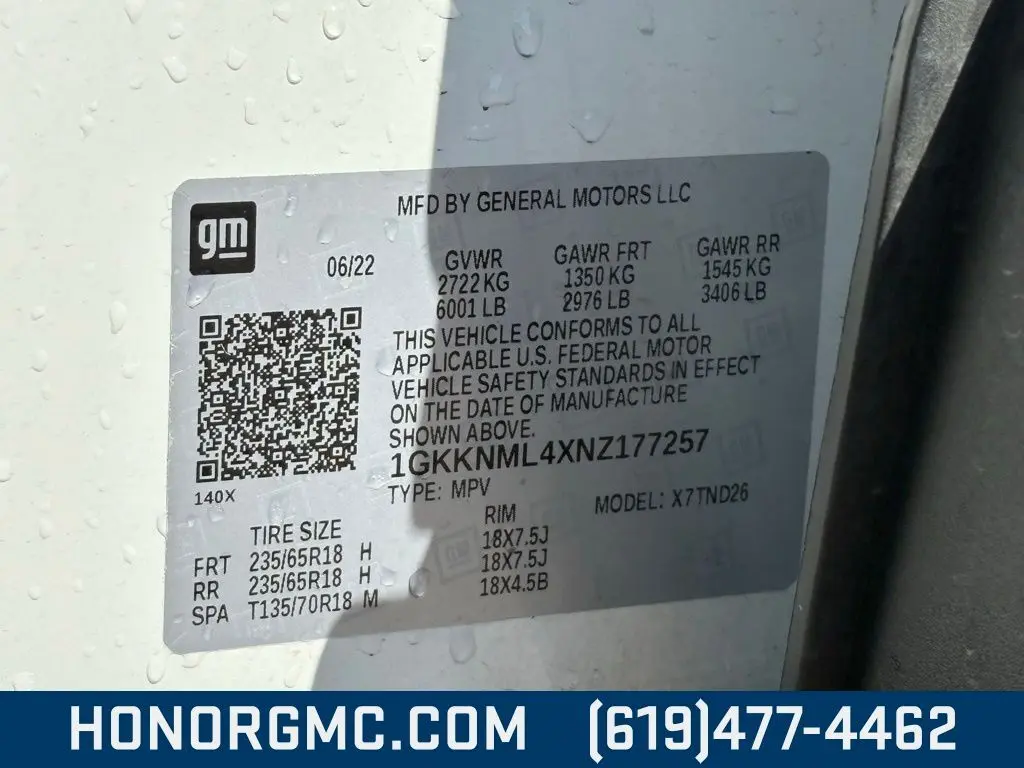 MFD BY GENERAL MOTORS LLC
gm
06/22
GVWR GAWR FRT GAWR RR
2722 KG 1350 KG 1545 KG
6001 LB 2976 LB 3406 LB
THIS VEHICLE CONFORMS TO ALL
APPLICABLE U.S. FEDERAL MOTOR
VEHICLE SAFETY STANDARDS IN EFFECT
ON THE DATE OF MANUFACTURE
SHOWN ABOVE.
1GKKNML4XNZ177257
TYPE: MPV MODEL: X7TND26
140X
TIRE SIZE RIM
FRT 235/65R18 H 18X7.5J
RR 235/65R18 H 18X7.5J
SPA T135/70R18 M 18X4.5B
HONORGMC.COM (619)477-4462